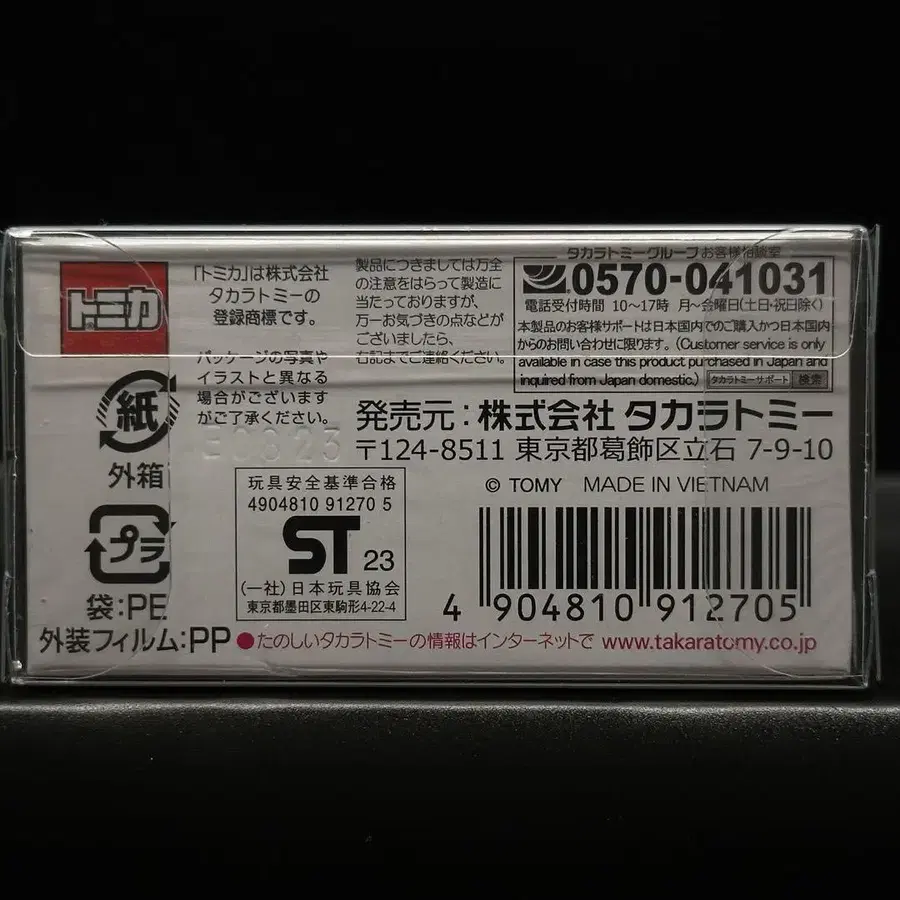 トミカ
「トミカ」は株式会社
タカラトミーの
登録商標です。
パッケージの写真や
イラストと異なる
場合がございます
がご了承ください。
製品につきましては万全
の注意をはらって製造に
当たっておりますが、
万一お気づきの点などが
ございましたら、
右記までご連絡ください。
タカラトミーグループお客様相談室
0570-041031
電話受付時間 10〜17時 月〜金曜日(土日・祝日除く)
本製品のお客様サポートは日本国内でのご購入かつ日本国内
からのお問い合わせに限ります。(Customer service is only
available in case this product purchased in Japan and
inquired from Japan domestic.) タカラトミーサポート 検索
紙
外箱
プラ
袋:PE
外装フィルム:PP
発売元:株式会社 タカラトミー
〒124-8511 東京都葛飾区立石 7-9-10
© TOMY MADE IN VIETNAM
玩具安全基準合格
4904810 91270 5
ST 23
(一社)日本玩具協会
東京都墨田区東駒形4-22-4
4 904810 912705
●たのしいタカラトミーの情報はインターネットで www.takaratomy.co.jp